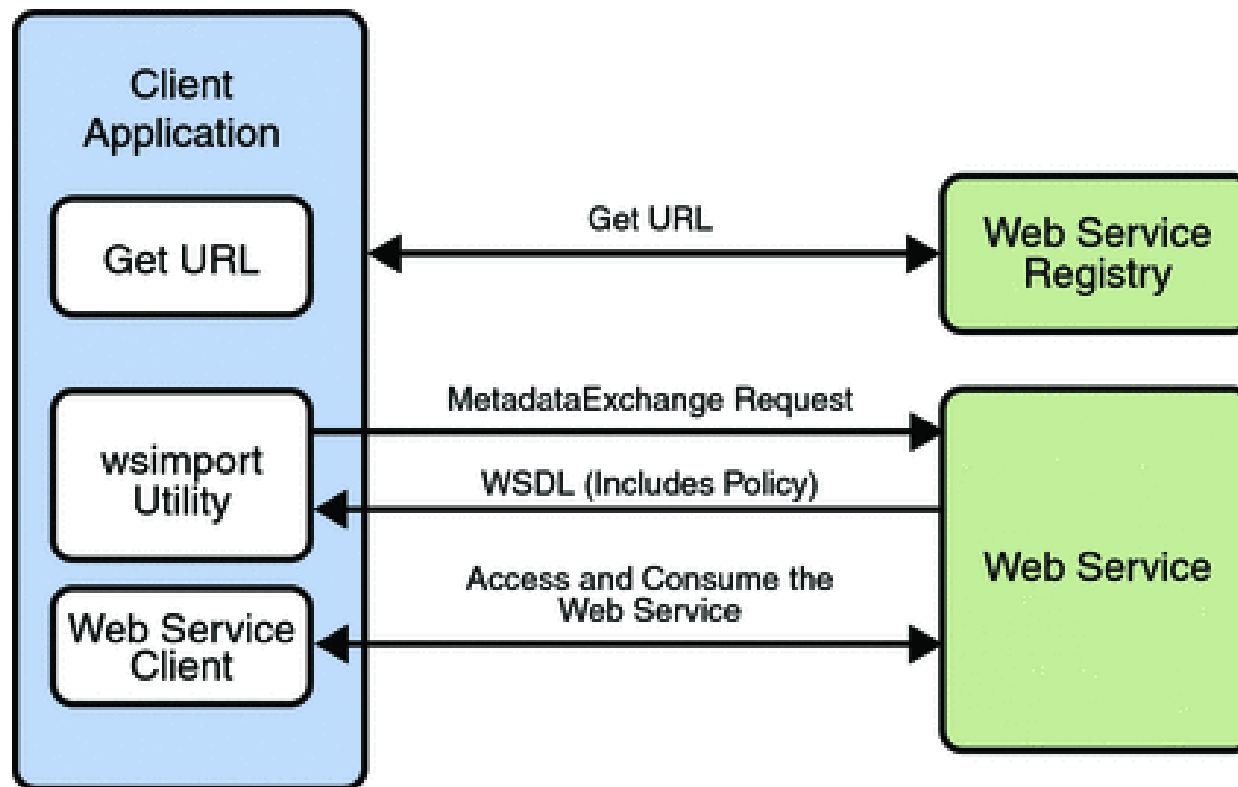 Client
Application
Get URL
Get URL
Web Service
Registry
wsimport
Utility
MetadataExchange Request
WSDL (Includes Policy)
Web Service
Access and Consume the
Web Service
Web Service
Client